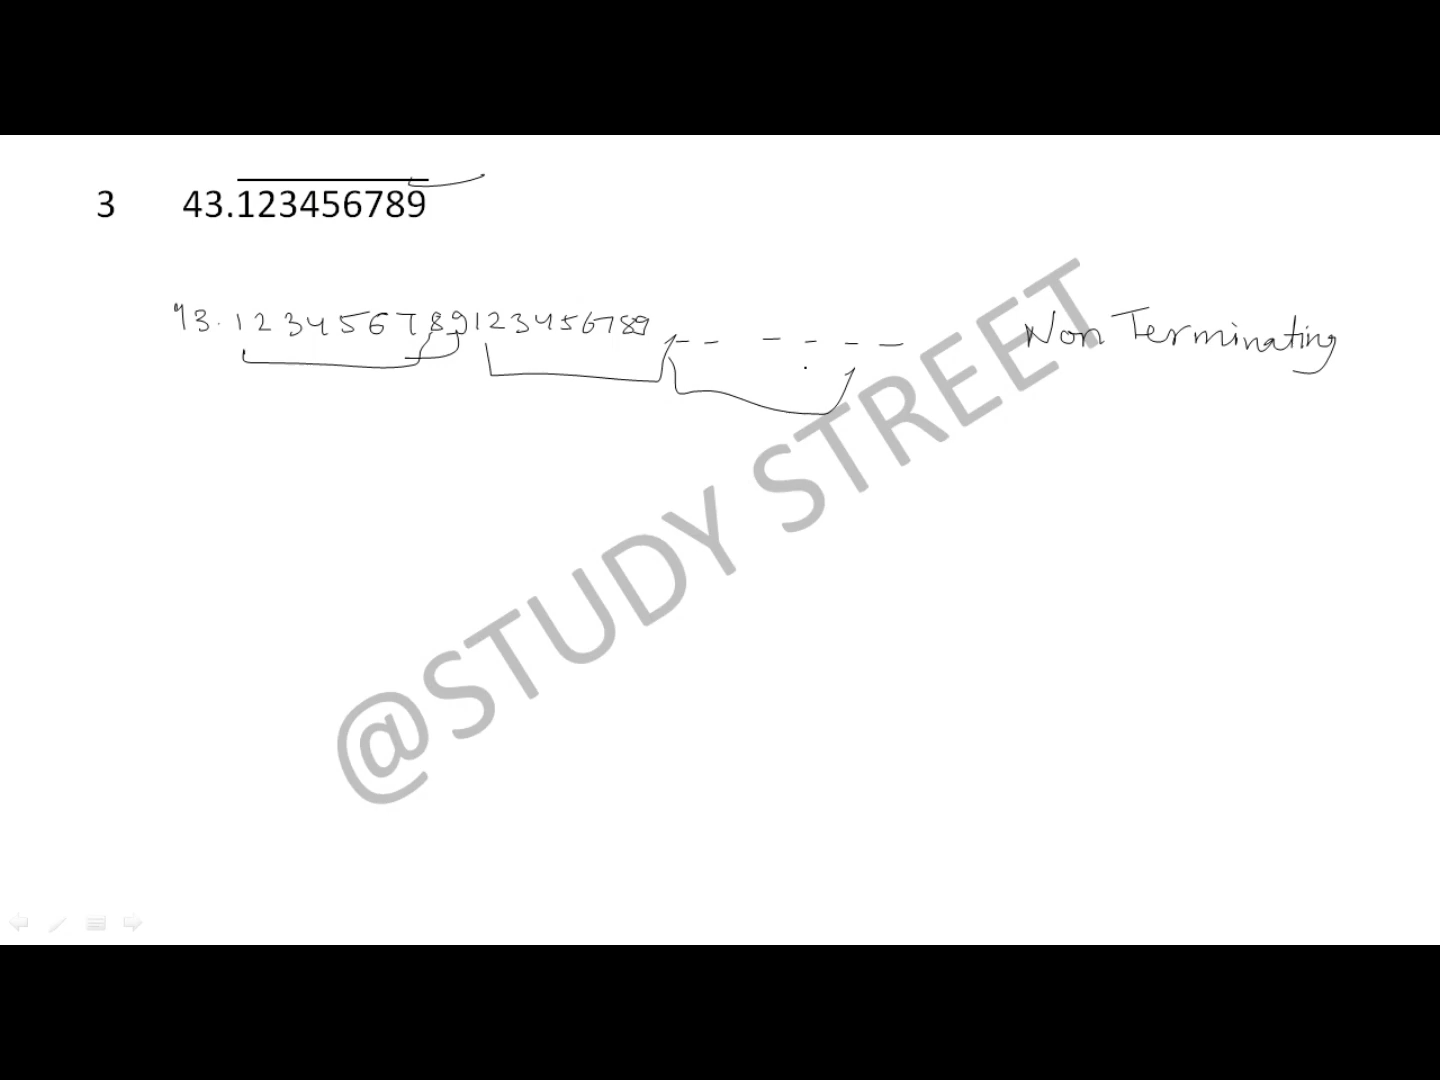 3 43.123456789
43.123456789123456789 _ _ _ _ _ _ Non Terminating
@STUDY STREET